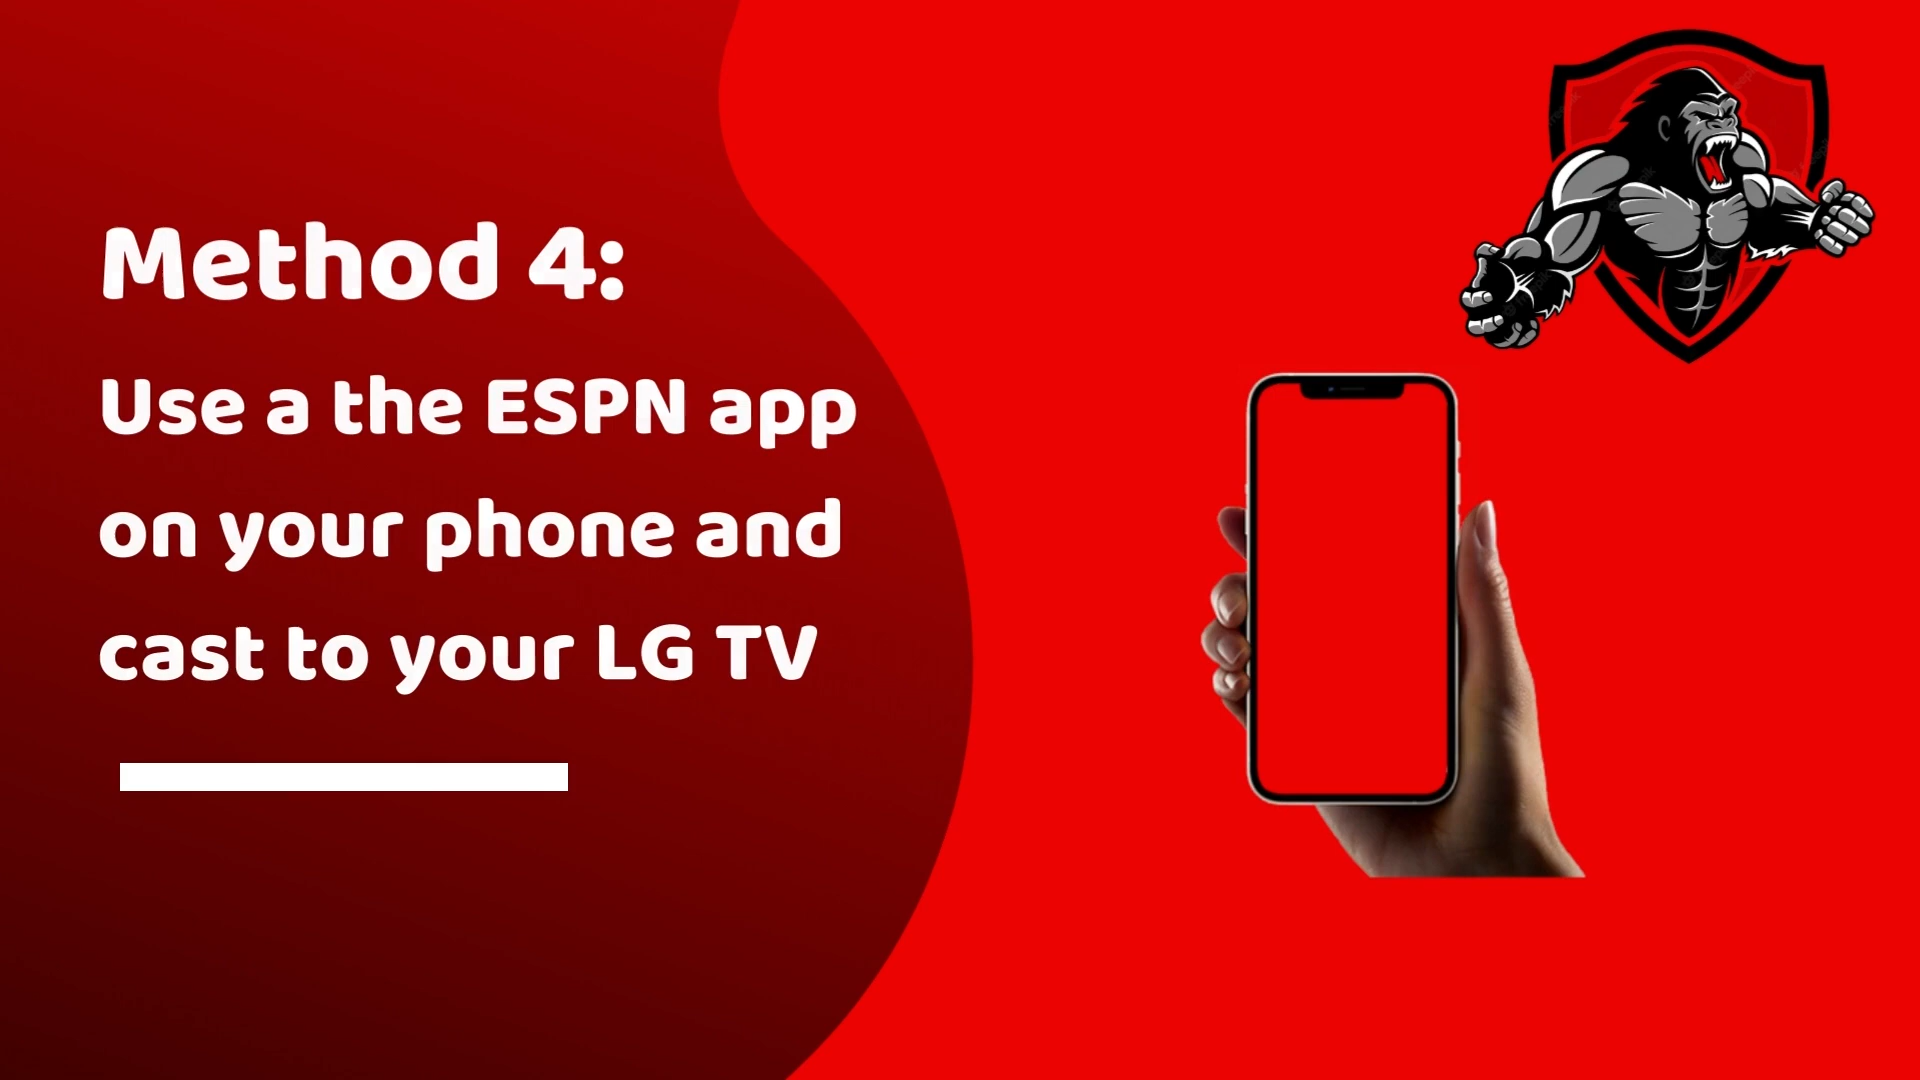 Method 4:
Use a the ESPN app
on your phone and
cast to your LG TV